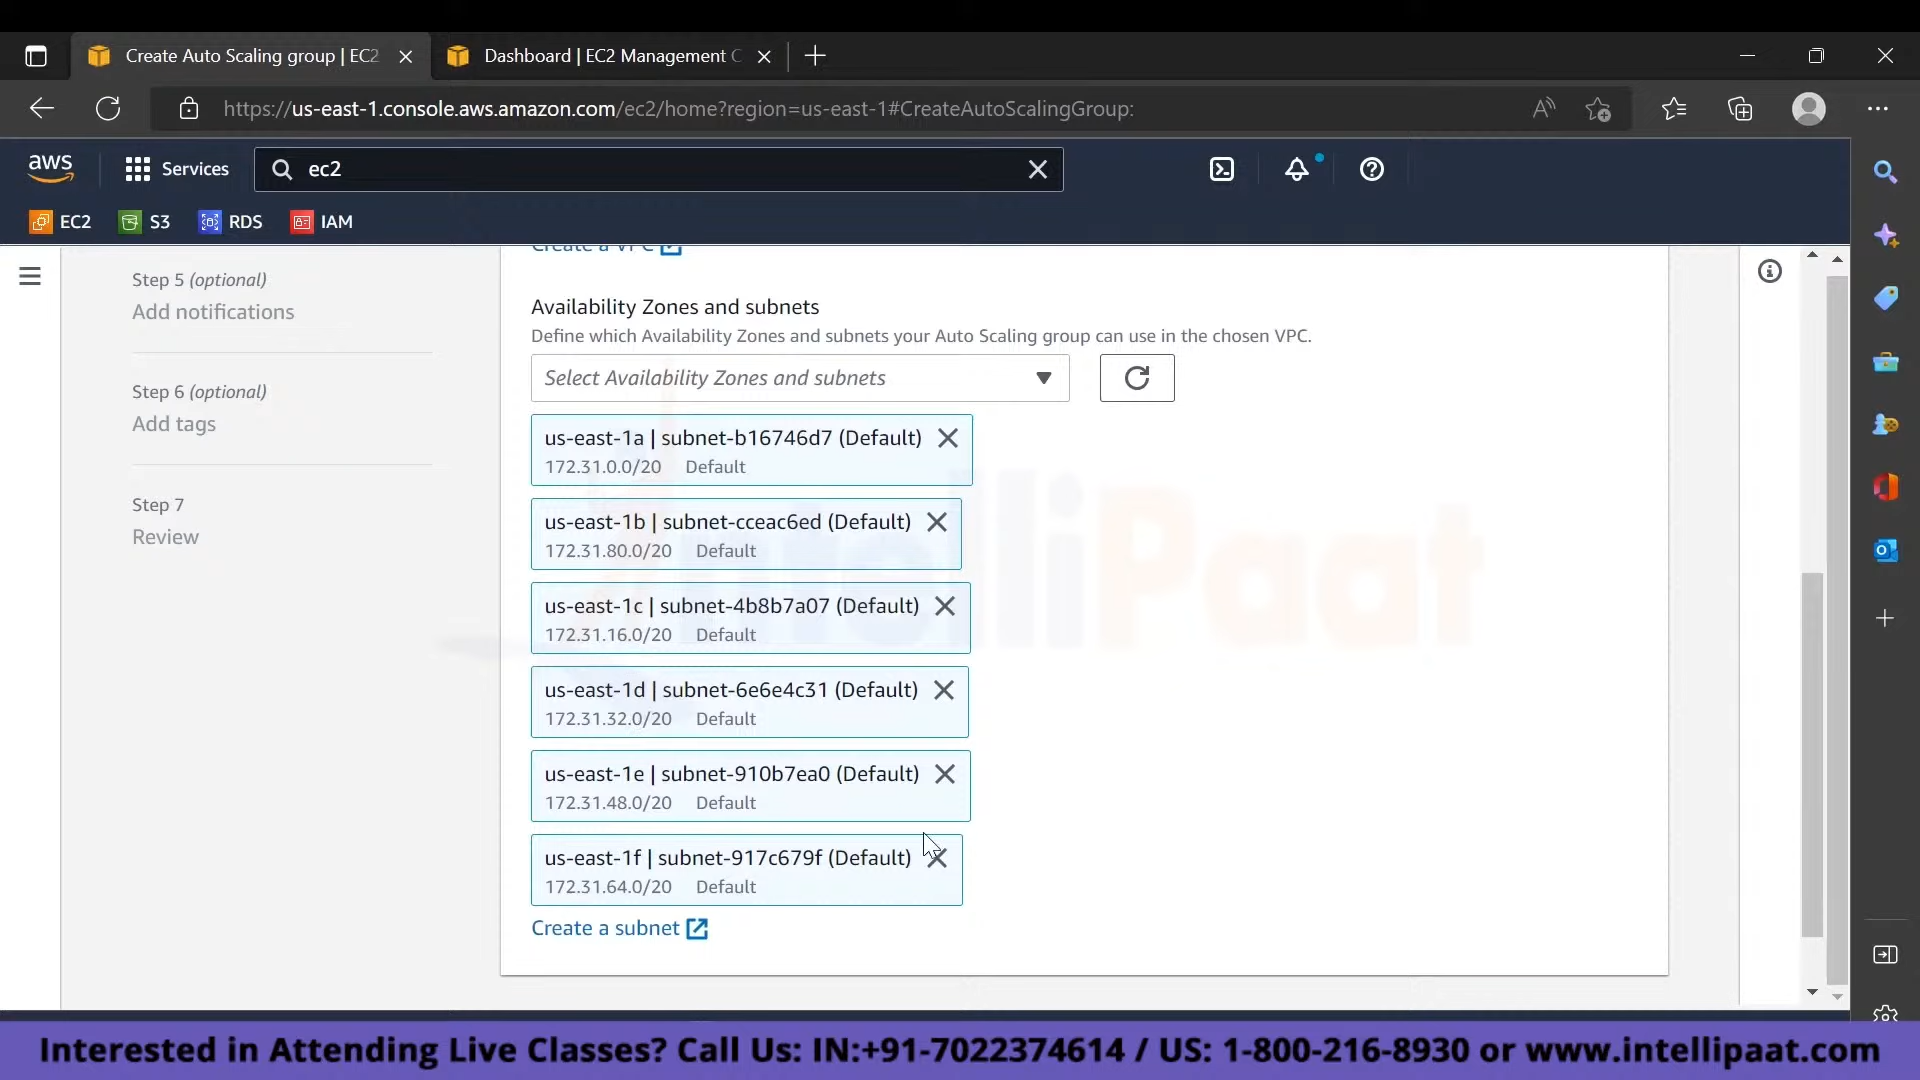 Create Auto Scaling group | EC2
Dashboard | EC2 Management C
https://us-east-1.console.aws.amazon.com/ec2/home?region=us-east-1#CreateAutoScalingGroup:
aws
Services
ec2
EC2
S3
RDS
IAM
Create a VPC
Step 5 (optional)
Add notifications
Step 6 (optional)
Add tags
Step 7
Review
Availability Zones and subnets
Define which Availability Zones and subnets your Auto Scaling group can use in the chosen VPC.
Select Availability Zones and subnets
us-east-1a | subnet-b16746d7 (Default)
172.31.0.0/20 Default
us-east-1b | subnet-cceac6ed (Default)
172.31.80.0/20 Default
us-east-1c | subnet-4b8b7a07 (Default)
172.31.16.0/20 Default
us-east-1d | subnet-6e6e4c31 (Default)
172.31.32.0/20 Default
us-east-1e | subnet-910b7ea0 (Default)
172.31.48.0/20 Default
us-east-1f | subnet-917c679f (Default)
172.31.64.0/20 Default
Create a subnet
IntelliPaat
Interested in Attending Live Classes? Call Us: IN:+91-7022374614 / US: 1-800-216-8930 or www.intellipaat.com